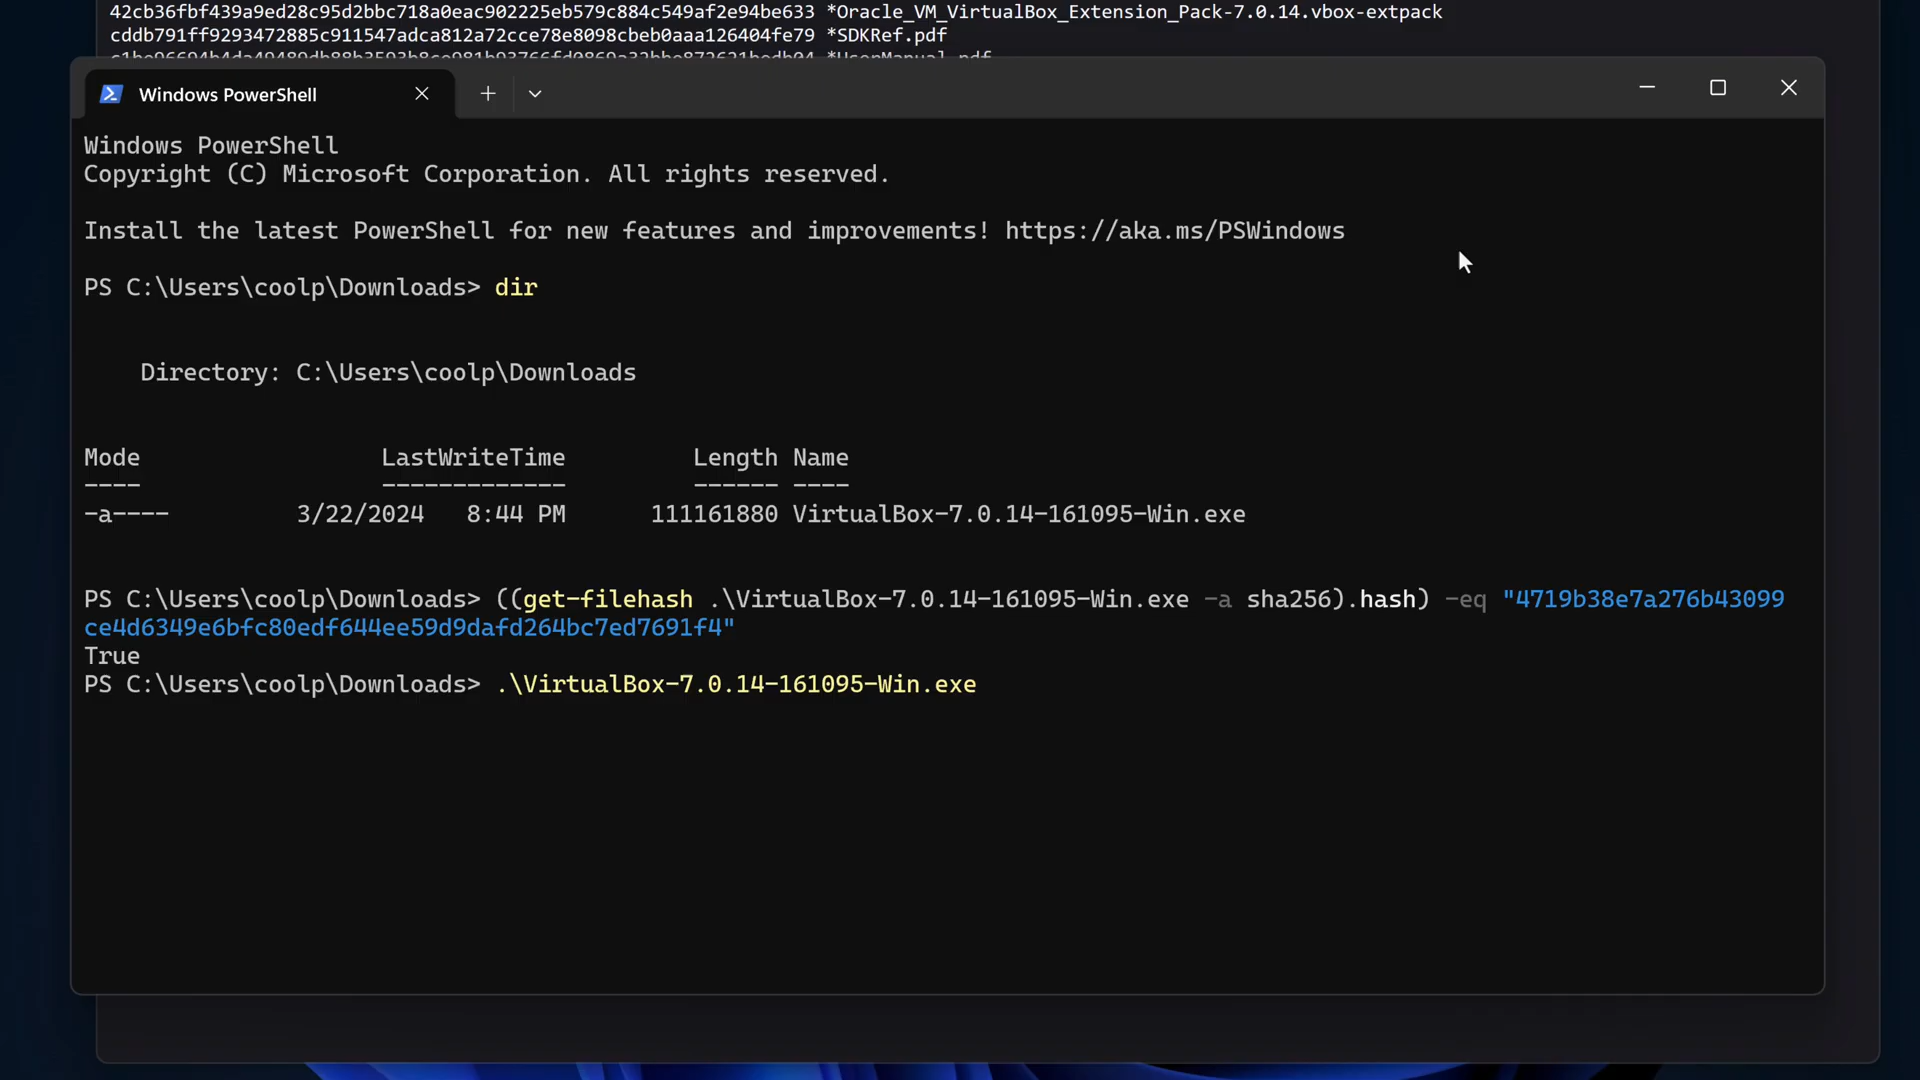 42cb36fbf439a9ed28c95d2bbc718a0eac902225eb579c884c549af2e94be633 *Oracle_VM_VirtualBox_Extension_Pack-7.0.14.vbox-extpack
cddb791ff9293472885c911547adca812a72cce78e8098cbeb0aaa126404fe79 *SDKRef.pdf
*UserManual.pdf
Windows PowerShell
Windows PowerShell
Copyright (C) Microsoft Corporation. All rights reserved.
Install the latest PowerShell for new features and improvements! https://aka.ms/PSWindows
PS C:\Users\coolp\Downloads> dir
Directory: C:\Users\coolp\Downloads
Mode LastWriteTime Length Name
---- ------------- ------ ----
-a---- 3/22/2024 8:44 PM 111161880 VirtualBox-7.0.14-161095-Win.exe
PS C:\Users\coolp\Downloads> ((get-filehash .\VirtualBox-7.0.14-161095-Win.exe -a sha256).hash) -eq "4719b38e7a276b43099
ce4d6349e6bfc80edf644ee59d9dafd264bc7ed7691f4"
True
PS C:\Users\coolp\Downloads> .\VirtualBox-7.0.14-161095-Win.exe